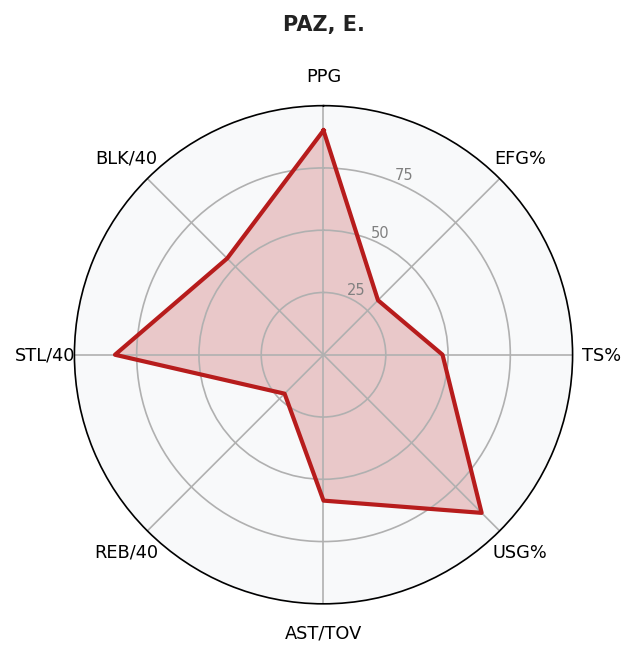 PAZ, E.
PPG
BLK/40
EFG%
75
50
25
STL/40
TS%
REB/40
USG%
AST/TOV